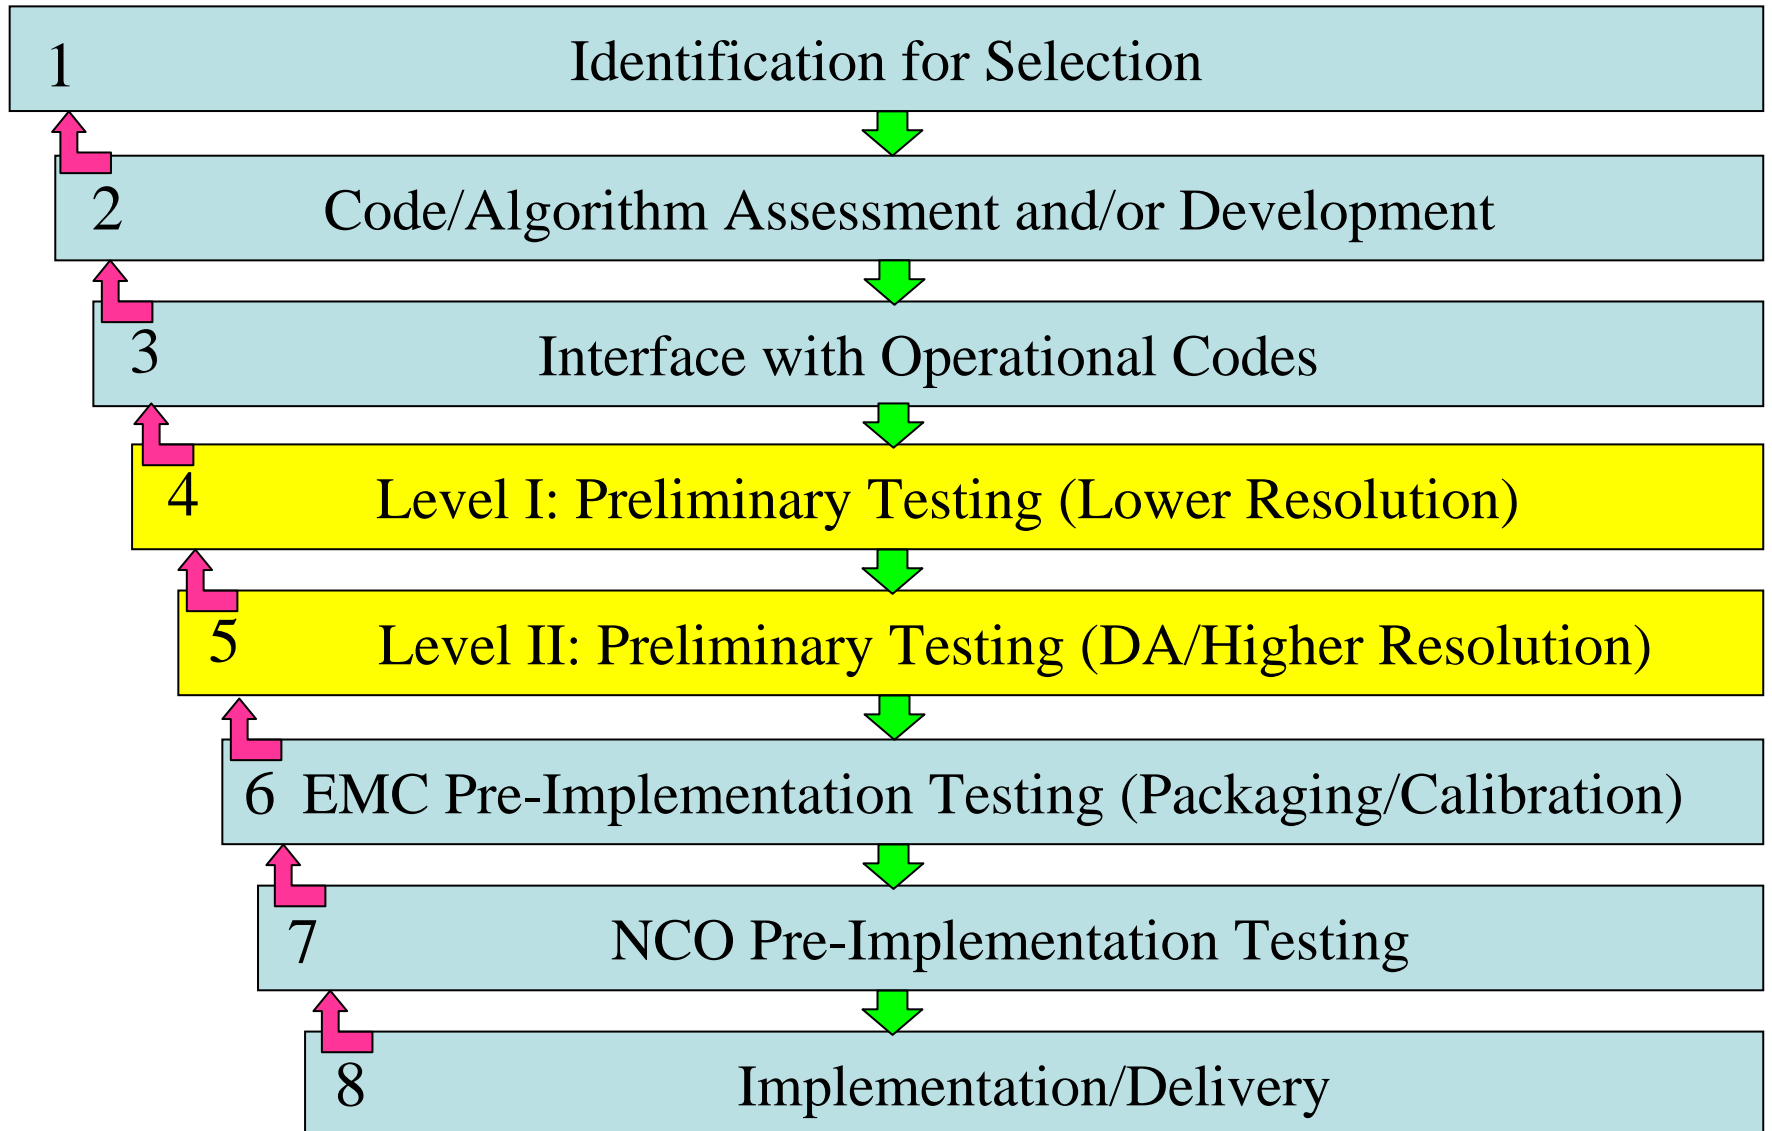 1 Identification for Selection
2 Code/Algorithm Assessment and/or Development
3 Interface with Operational Codes
4 Level I: Preliminary Testing (Lower Resolution)
5 Level II: Preliminary Testing (DA/Higher Resolution)
6 EMC Pre-Implementation Testing (Packaging/Calibration)
7 NCO Pre-Implementation Testing
8 Implementation/Delivery